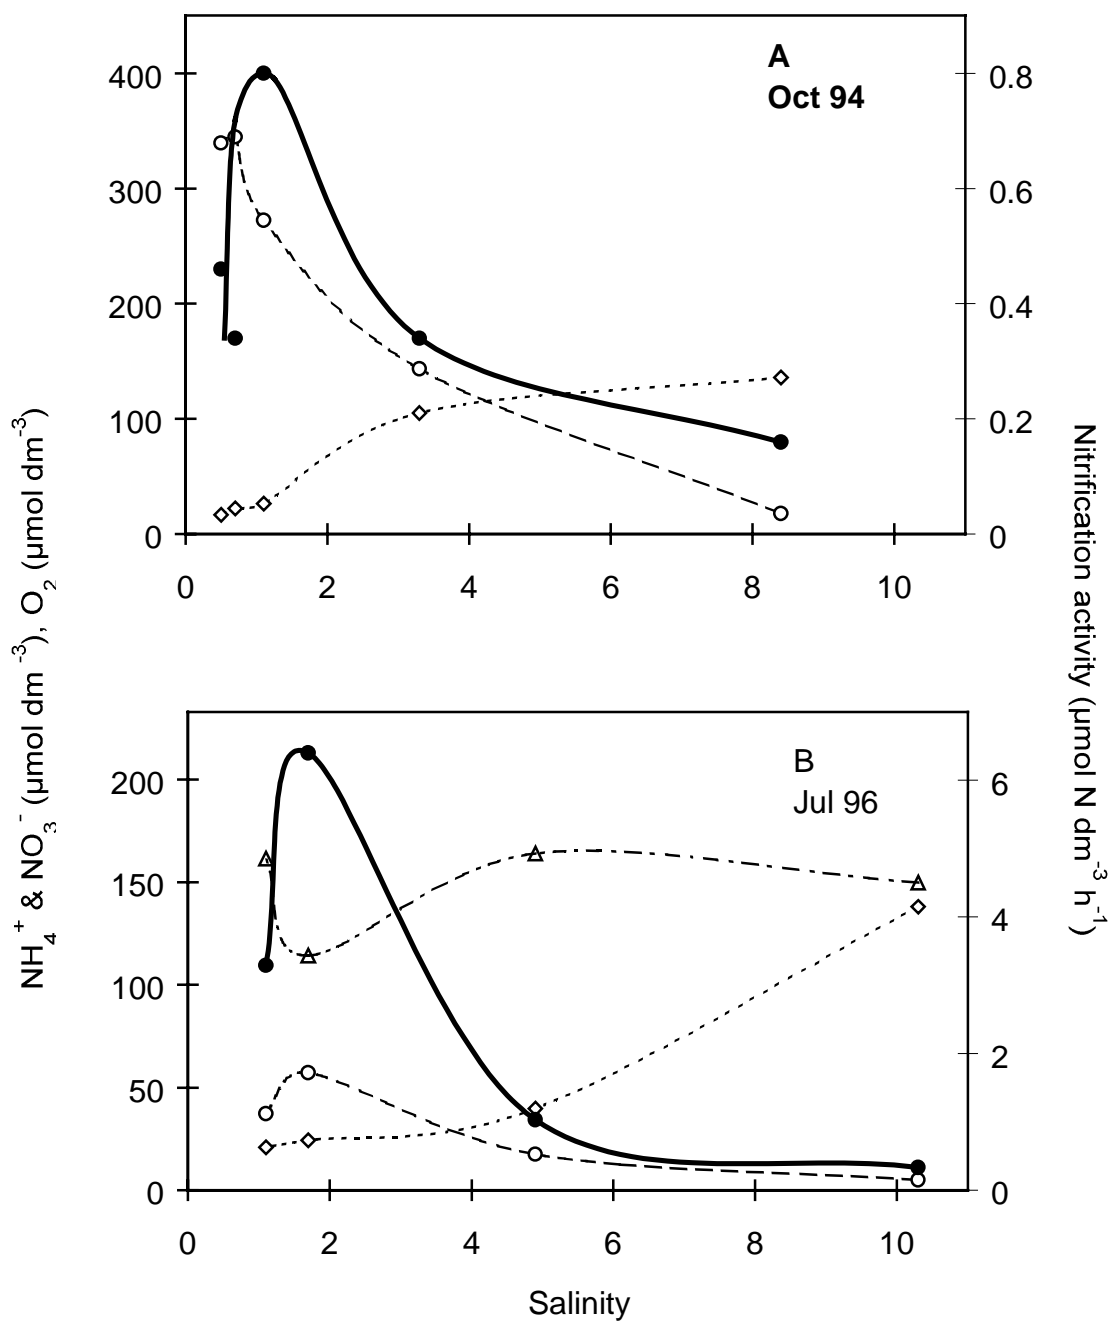 A
Oct 94
400
300
200
100
0
0.8
0.6
0.4
0.2
0
0 2 4 6 8 10
NH4+ & NO3- (µmol dm-3), O2 (µmol dm-3)
Nitrification activity (µmol N dm-3 h-1)
B
Jul 96
200
150
100
50
0
6
4
2
0
0 2 4 6 8 10
Salinity